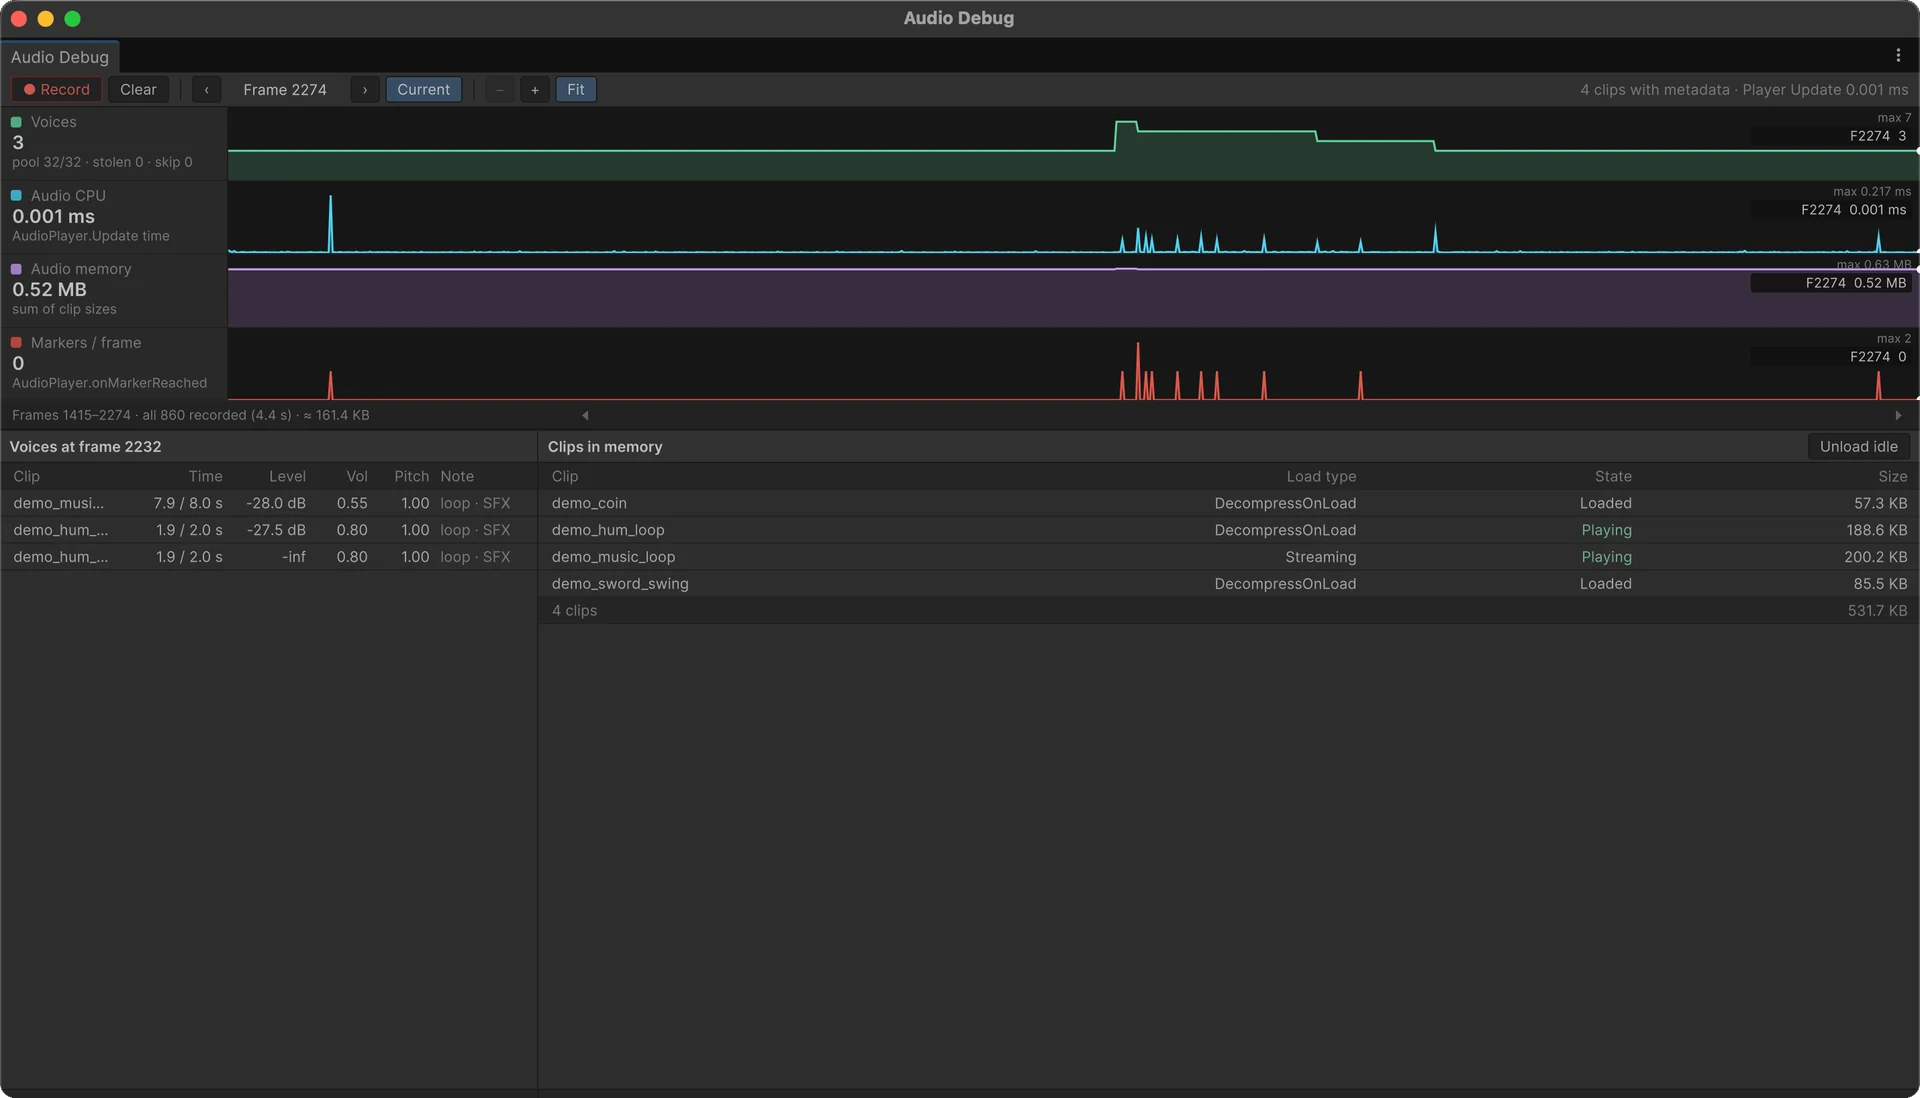 Audio Debug
Audio Debug
Record Clear ‹ Frame 2274 › Current − + Fit 4 clips with metadata · Player Update 0.001 ms
Voices
3
pool 32/32 · stolen 0 · skip 0
max 7
F2274 3
Audio CPU
0.001 ms
AudioPlayer.Update time
max 0.217 ms
F2274 0.001 ms
Audio memory
0.52 MB
sum of clip sizes
max 0.63 MB
F2274 0.52 MB
Markers / frame
0
AudioPlayer.onMarkerReached
max 2
F2274 0
Frames 1415–2274 · all 860 recorded (4.4 s) · ≈ 161.4 KB
Voices at frame 2232
Clip Time Level Vol Pitch Note
demo_musi... 7.9 / 8.0 s -28.0 dB 0.55 1.00 loop · SFX
demo_hum_... 1.9 / 2.0 s -27.5 dB 0.80 1.00 loop · SFX
demo_hum_... 1.9 / 2.0 s -inf 0.80 1.00 loop · SFX
Clips in memory Unload idle
Clip Load type State Size
demo_coin DecompressOnLoad Loaded 57.3 KB
demo_hum_loop DecompressOnLoad Playing 188.6 KB
demo_music_loop Streaming Playing 200.2 KB
demo_sword_swing DecompressOnLoad Loaded 85.5 KB
4 clips 531.7 KB